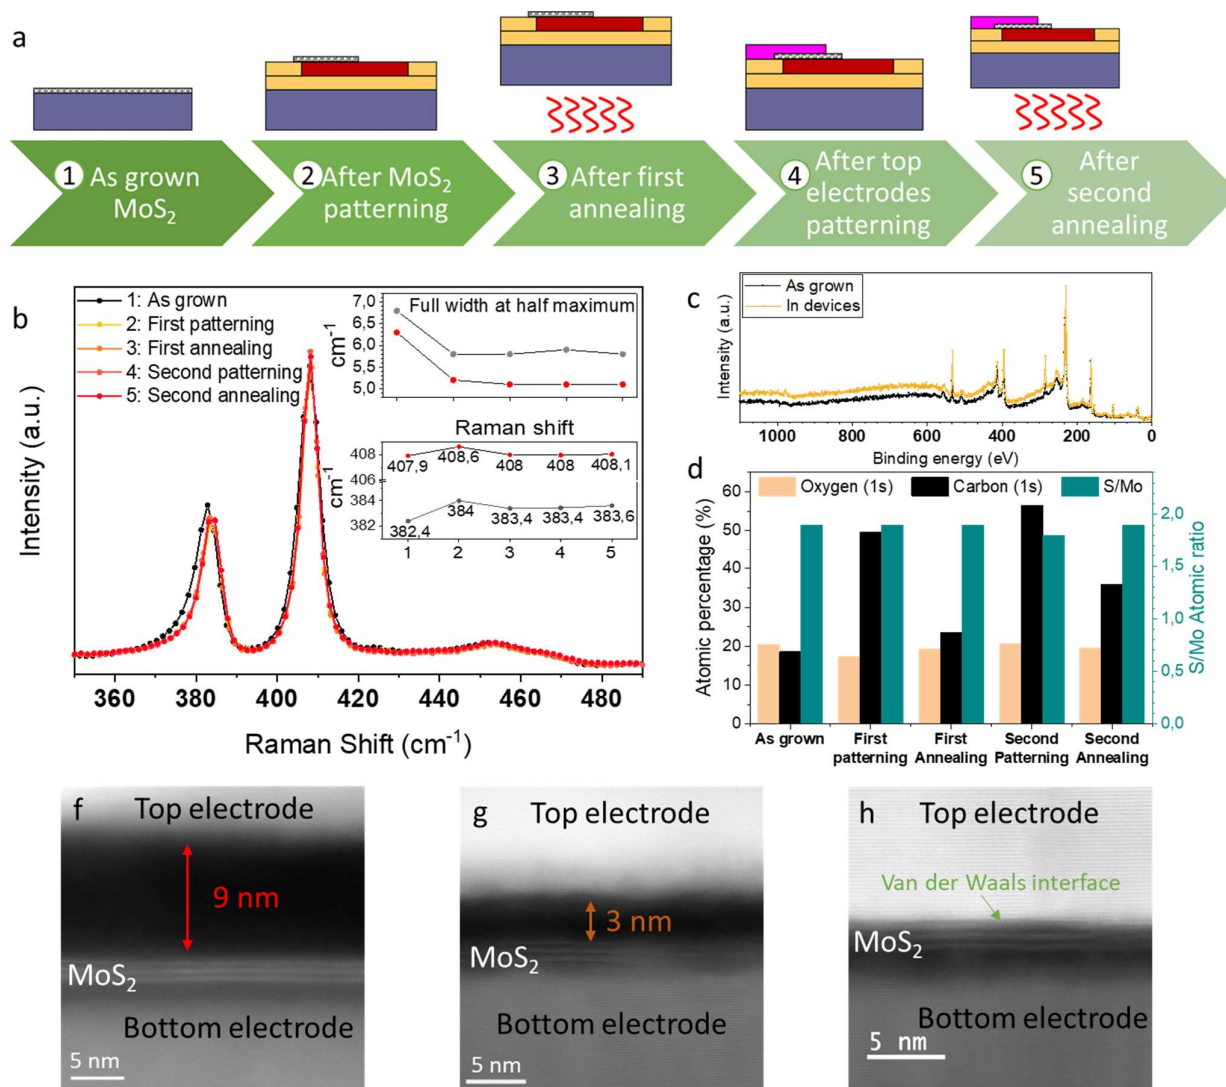 a
1 As grown
MoS2
2 After MoS2
patterning
3 After first
annealing
4 After top
electrodes
patterning
5 After
second
annealing
b
1: As grown
2: First patterning
3: First annealing
4: Second patterning
5: Second annealing
Full width at half maximum
7,0
6,5
6,0
5,5
5,0
cm-1
Raman shift
408
406
384
382
cm-1
407,9
408,6
408
408
408,1
382,4
384
383,4
383,4
383,6
1 2 3 4 5
Intensity (a.u.)
360 380 400 420 440 460 480
Raman Shift (cm-1)
c
As grown
In devices
Intensity (a.u.)
1000 800 600 400 200 0
Binding energy (eV)
d
Oxygen (1s) Carbon (1s) S/Mo
60
50
40
30
20
10
0
Atomic percentage (%)
2,0
1,5
1,0
0,5
0,0
S/Mo Atomic ratio
As grown
First
patterning
First
Annealing
Second
Patterning
Second
Annealing
f
Top electrode
9 nm
MoS2
Bottom electrode
5 nm
g
Top electrode
3 nm
MoS2
Bottom electrode
5 nm
h
Top electrode
Van der Waals interface
MoS2
Bottom electrode
5 nm